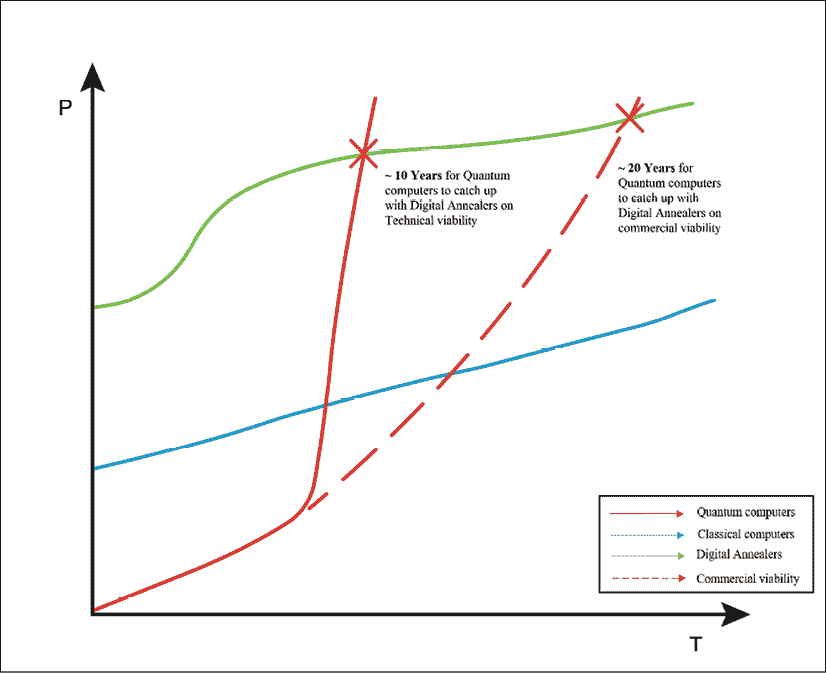 P
~ 10 Years for Quantum
computers to catch up
with Digital Annealers on
Technical viability
~ 20 Years for
Quantum computers
to catch up with
Digital Annealers on
commercial viability
Quantum computers
Classical computers
Digital Annealers
Commercial viability
T